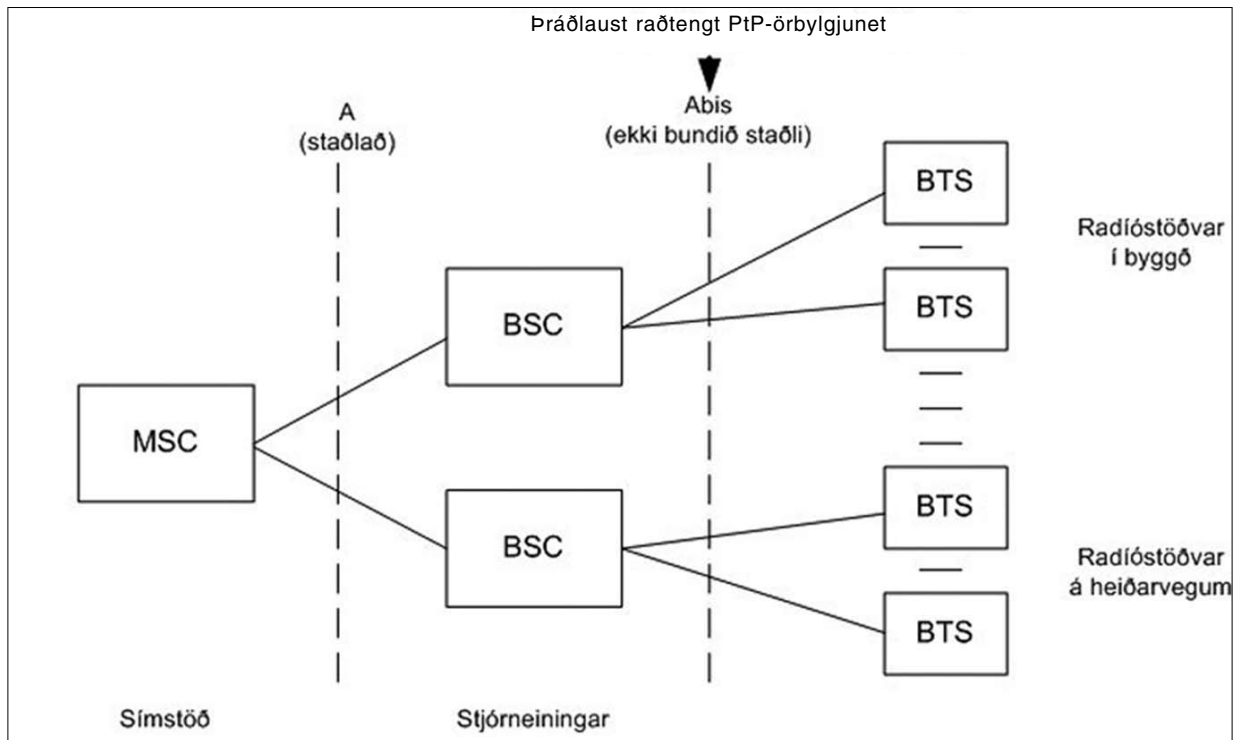 Þráðlaust raðtengt PtP-örbylgjunet
A
(staðlað)
Abis
(ekki bundið staðli)
BTS
Radíóstöðvar
í byggð
BTS
BSC
MSC
BTS
BSC
Radíóstöðvar
á heiðarvegum
BTS
Símstöð
Stjórneiningar